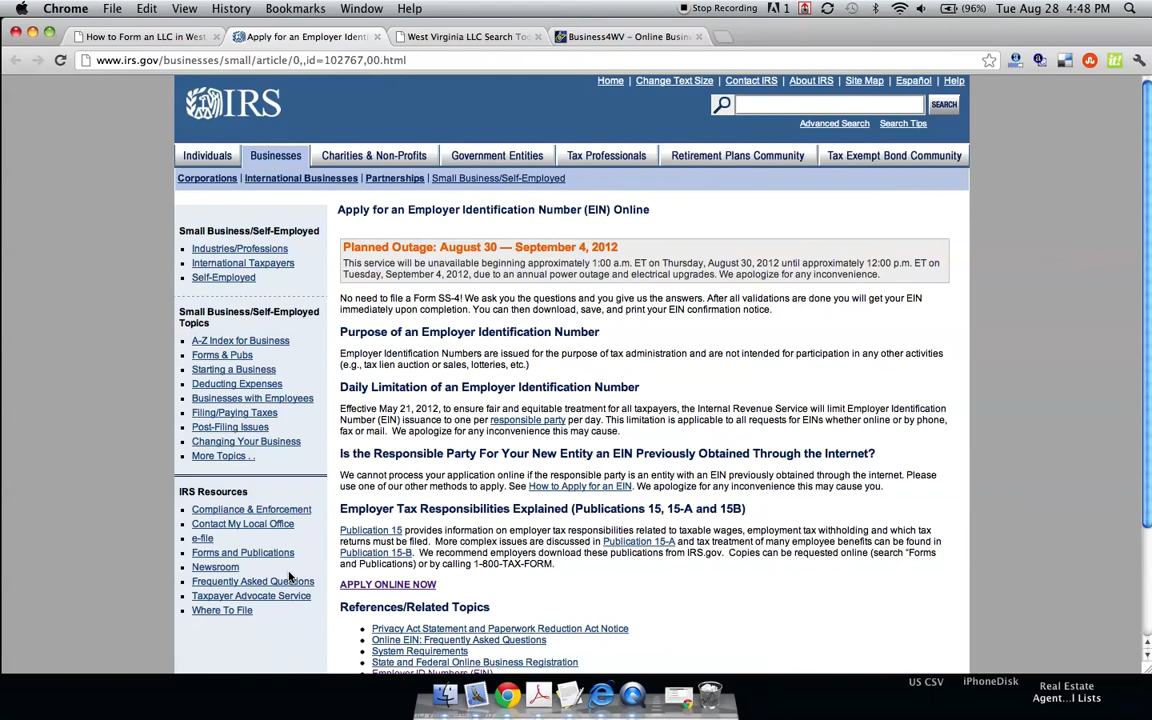 Chrome File Edit View History Bookmarks Window Help Stop Recording 1 (96%) Tue Aug 28 4:48 PM
How to Form an LLC in West Apply for an Employer Identi West Virginia LLC Search Too Business4WV – Online Busin
www.irs.gov/businesses/small/article/0,,id=102767,00.html
Home | Change Text Size | Contact IRS | About IRS | Site Map | Español | Help
IRS
SEARCH
Advanced Search Search Tips
Individuals Businesses Charities & Non-Profits Government Entities Tax Professionals Retirement Plans Community Tax Exempt Bond Community
Corporations | International Businesses | Partnerships | Small Business/Self-Employed
Small Business/Self-Employed
Industries/Professions
International Taxpayers
Self-Employed
Small Business/Self-Employed
Topics
A-Z Index for Business
Forms & Pubs
Starting a Business
Deducting Expenses
Businesses with Employees
Filing/Paying Taxes
Post-Filing Issues
Changing Your Business
More Topics . .
IRS Resources
Compliance & Enforcement
Contact My Local Office
e-file
Forms and Publications
Newsroom
Frequently Asked Questions
Taxpayer Advocate Service
Where To File
Apply for an Employer Identification Number (EIN) Online
Planned Outage: August 30 — September 4, 2012
This service will be unavailable beginning approximately 1:00 a.m. ET on Thursday, August 30, 2012 until approximately 12:00 p.m. ET on
Tuesday, September 4, 2012, due to an annual power outage and electrical upgrades. We apologize for any inconvenience.
No need to file a Form SS-4! We ask you the questions and you give us the answers. After all validations are done you will get your EIN
immediately upon completion. You can then download, save, and print your EIN confirmation notice.
Purpose of an Employer Identification Number
Employer Identification Numbers are issued for the purpose of tax administration and are not intended for participation in any other activities
(e.g., tax lien auction or sales, lotteries, etc.)
Daily Limitation of an Employer Identification Number
Effective May 21, 2012, to ensure fair and equitable treatment for all taxpayers, the Internal Revenue Service will limit Employer Identification
Number (EIN) issuance to one per responsible party per day. This limitation is applicable to all requests for EINs whether online or by phone,
fax or mail. We apologize for any inconvenience this may cause.
Is the Responsible Party For Your New Entity an EIN Previously Obtained Through the Internet?
We cannot process your application online if the responsible party is an entity with an EIN previously obtained through the internet. Please
use one of our other methods to apply. See How to Apply for an EIN. We apologize for any inconvenience this may cause you.
Employer Tax Responsibilities Explained (Publications 15, 15-A and 15B)
Publication 15 provides information on employer tax responsibilities related to taxable wages, employment tax withholding and which tax
returns must be filed. More complex issues are discussed in Publication 15-A and tax treatment of many employee benefits can be found in
Publication 15-B. We recommend employers download these publications from IRS.gov. Copies can be requested online (search "Forms
and Publications) or by calling 1-800-TAX-FORM.
APPLY ONLINE NOW
References/Related Topics
Privacy Act Statement and Paperwork Reduction Act Notice
Online EIN: Frequently Asked Questions
System Requirements
State and Federal Online Business Registration
Employer ID Numbers (EIN)
US CSV iPhoneDisk
Real Estate
Agent...l Lists